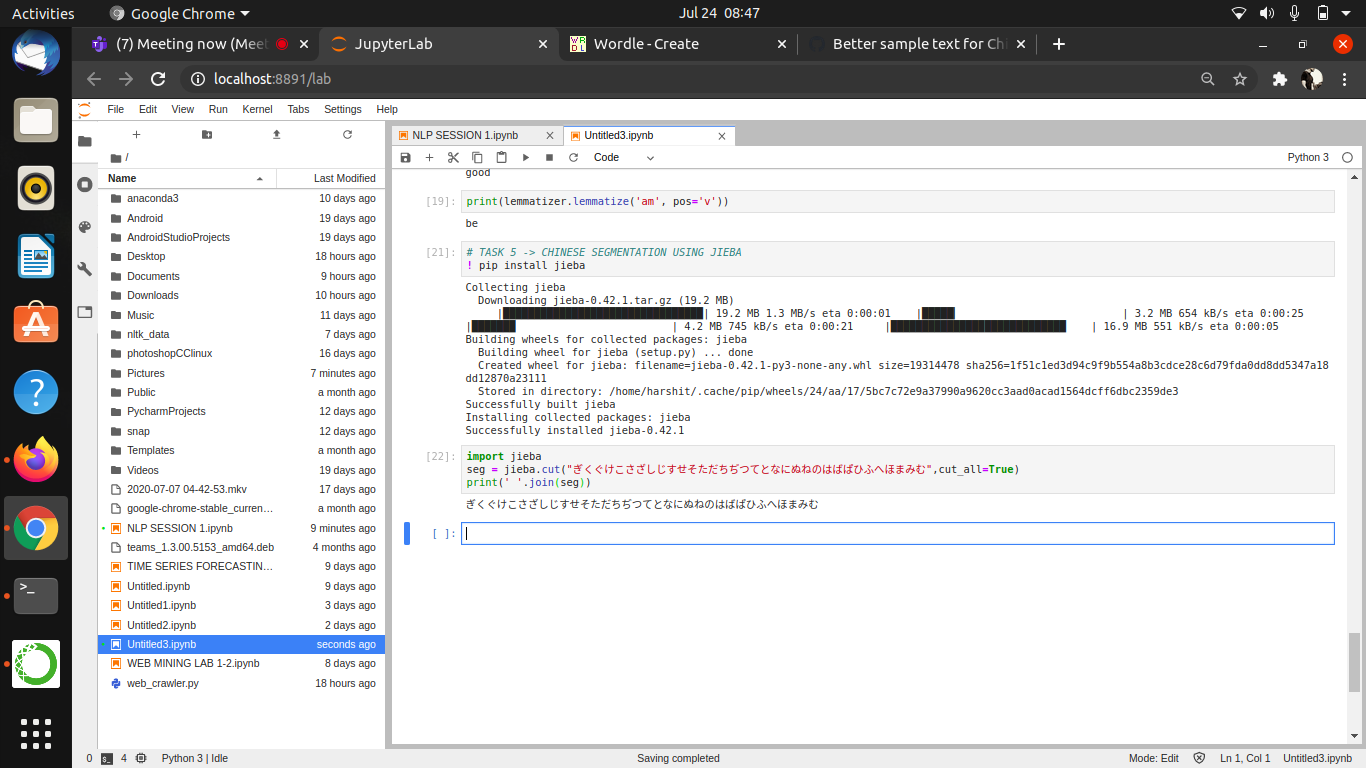 Activities
Google Chrome
Jul 24 08:47
(7) Meeting now (Meet
JupyterLab
Wordle - Create
Better sample text for Ch
localhost:8891/lab
File Edit View Run Kernel Tabs Settings Help
/
Name Last Modified
anaconda3 10 days ago
Android 19 days ago
AndroidStudioProjects 19 days ago
Desktop 18 hours ago
Documents 9 hours ago
Downloads 10 hours ago
Music 11 days ago
nltk_data 7 days ago
photoshopCClinux 16 days ago
Pictures 7 minutes ago
Public a month ago
PycharmProjects 12 days ago
snap 12 days ago
Templates a month ago
Videos 19 days ago
2020-07-07 04-42-53.mkv 17 days ago
google-chrome-stable_curren... a month ago
NLP SESSION 1.ipynb 9 minutes ago
teams_1.3.00.5153_amd64.deb 4 months ago
TIME SERIES FORECASTIN... 9 days ago
Untitled.ipynb 9 days ago
Untitled1.ipynb 3 days ago
Untitled2.ipynb 2 days ago
Untitled3.ipynb seconds ago
WEB MINING LAB 1-2.ipynb 8 days ago
web_crawler.py 18 hours ago
NLP SESSION 1.ipynb
Untitled3.ipynb
Code
Python 3
good
[19]: print(lemmatizer.lemmatize('am', pos='v'))
be
[21]: # TASK 5 -> CHINESE SEGMENTATION USING JIEBA
! pip install jieba
Collecting jieba
Downloading jieba-0.42.1.tar.gz (19.2 MB)
|████████████████████████████████| 19.2 MB 1.3 MB/s eta 0:00:01 |█████ | 3.2 MB 654 kB/s eta 0:00:25
|███████ | 4.2 MB 745 kB/s eta 0:00:21 |████████████████████████████ | 16.9 MB 551 kB/s eta 0:00:05
Building wheels for collected packages: jieba
Building wheel for jieba (setup.py) ... done
Created wheel for jieba: filename=jieba-0.42.1-py3-none-any.whl size=19314478 sha256=1f51c1ed3d94c9f9b554a8b3cdce28c6d79fda0dd8dd5347a18
dd12870a23111
Stored in directory: /home/harshit/.cache/pip/wheels/24/aa/17/5bc7c72e9a37990a9620cc3aad0acad1564dcff6dbc2359de3
Successfully built jieba
Installing collected packages: jieba
Successfully installed jieba-0.42.1
[22]: import jieba
seg = jieba.cut("ぎくぐけこさざしじすせそただちぢつてとなにぬねのはばぱひふへほまみむ",cut_all=True)
print(' '.join(seg))
ぎくぐけこさざしじすせそただちぢつてとなにぬねのはばぱひふへほまみむ
[ ]:
0 4 Python 3 | Idle
Saving completed
Mode: Edit
Ln 1, Col 1 Untitled3.ipynb